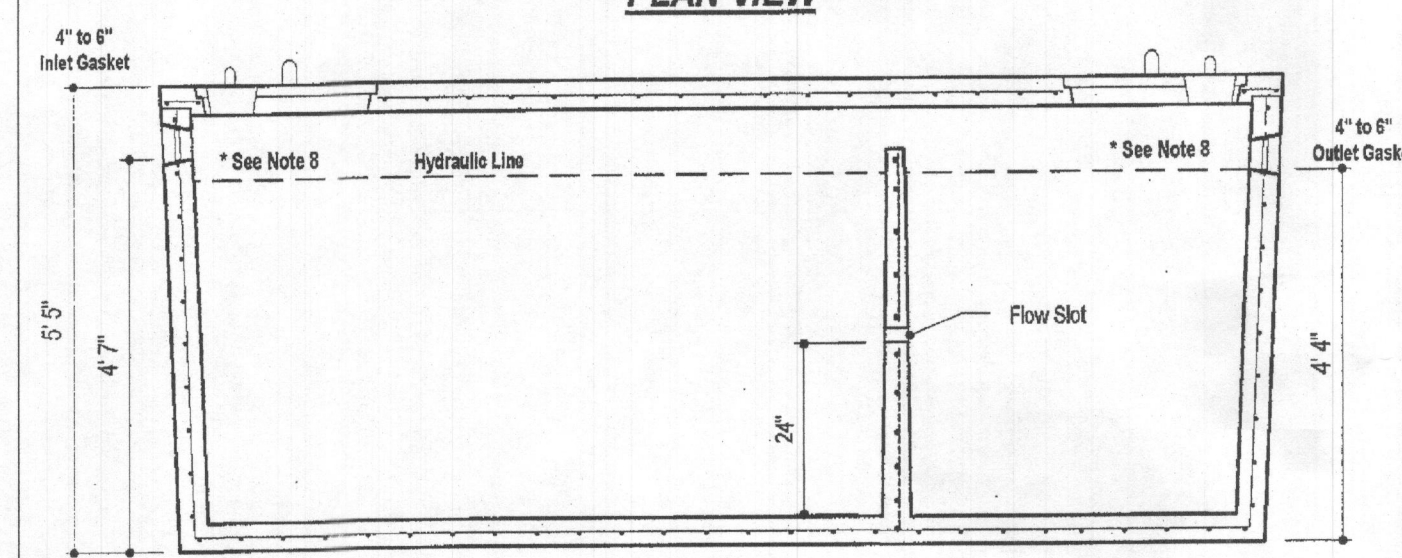 PLAN VIEW
4" to 6"
Inlet Gasket
* See Note 8
Hydraulic Line
* See Note 8
4" to 6"
Outlet Gaske
5' 5"
4' 7"
Flow Slot
24"
4' 4"